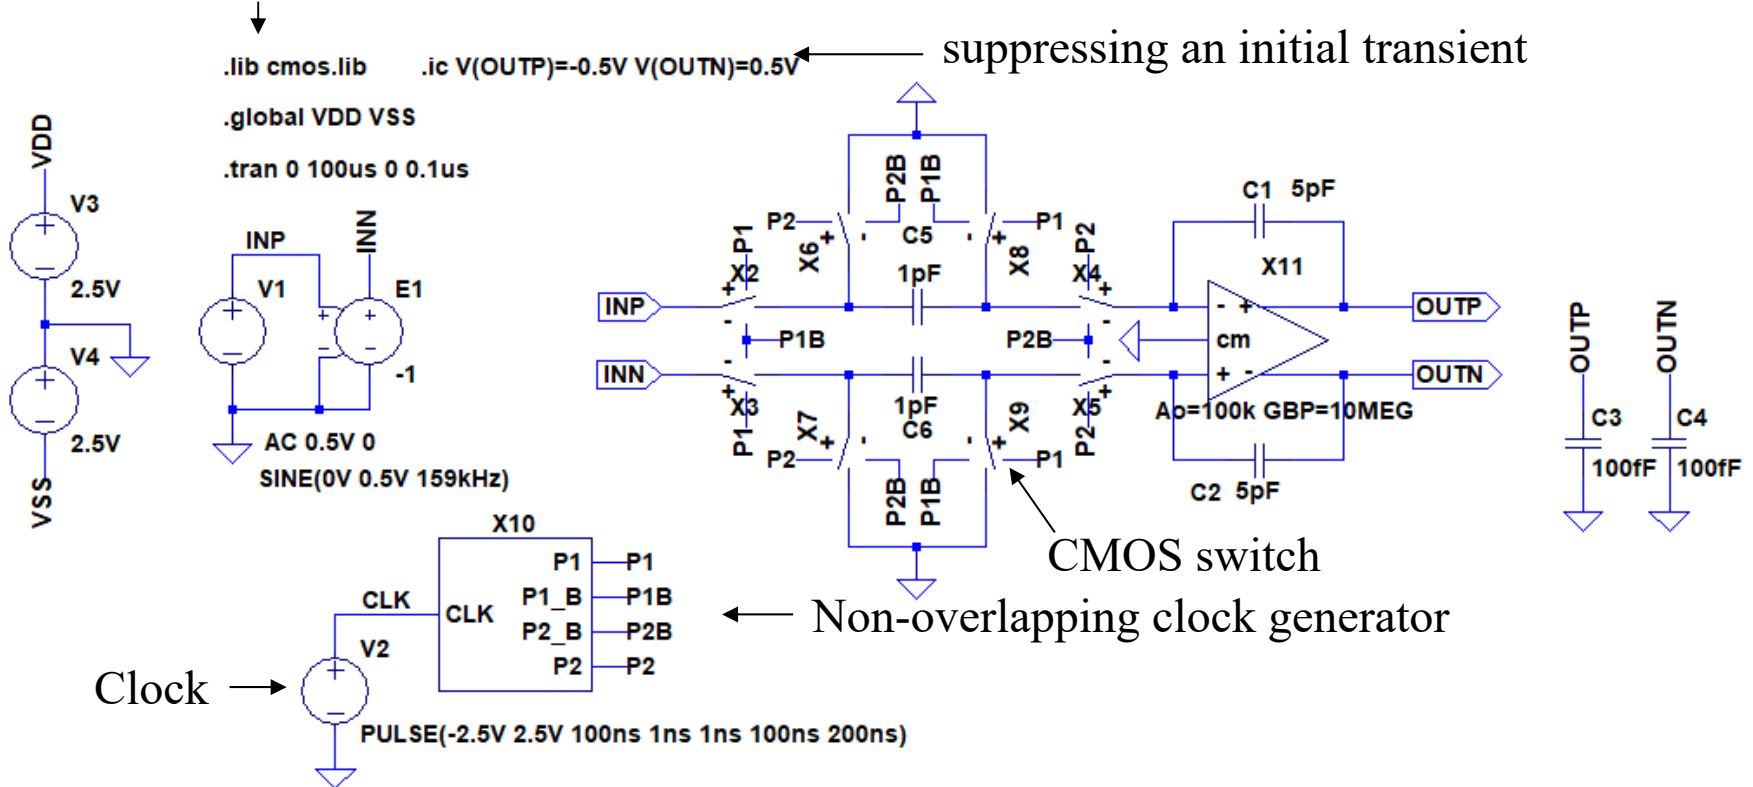 suppressing an initial transient
.lib cmos.lib
.ic V(OUTP)=-0.5V V(OUTN)=0.5V
.global VDD VSS
.tran 0 100us 0 0.1us
VDD
V3
2.5V
V4
2.5V
VSS
INP
INN
V1
E1
-1
AC 0.5V 0
SINE(0V 0.5V 159kHz)
P2B
P1B
P2
X6
+
-
C5
1pF
-
+
X8
P1
P1
X2
+
-
P2
X4
+
-
C1
5pF
X11
INP
P1B
P2B
- +
cm
+ -
OUTP
INN
OUTN
-
+
X3
P1
1pF
C6
-
+
X5
P2
Ao=100k GBP=10MEG
X7
+
-
P2
P2B
P1B
-
+
X9
P1
C2
5pF
OUTP
OUTN
C3
100fF
C4
100fF
CMOS switch
X10
CLK
CLK
P1
P1_B
P2_B
P2
P1
P1B
P2B
P2
Non-overlapping clock generator
V2
Clock
PULSE(-2.5V 2.5V 100ns 1ns 1ns 100ns 200ns)